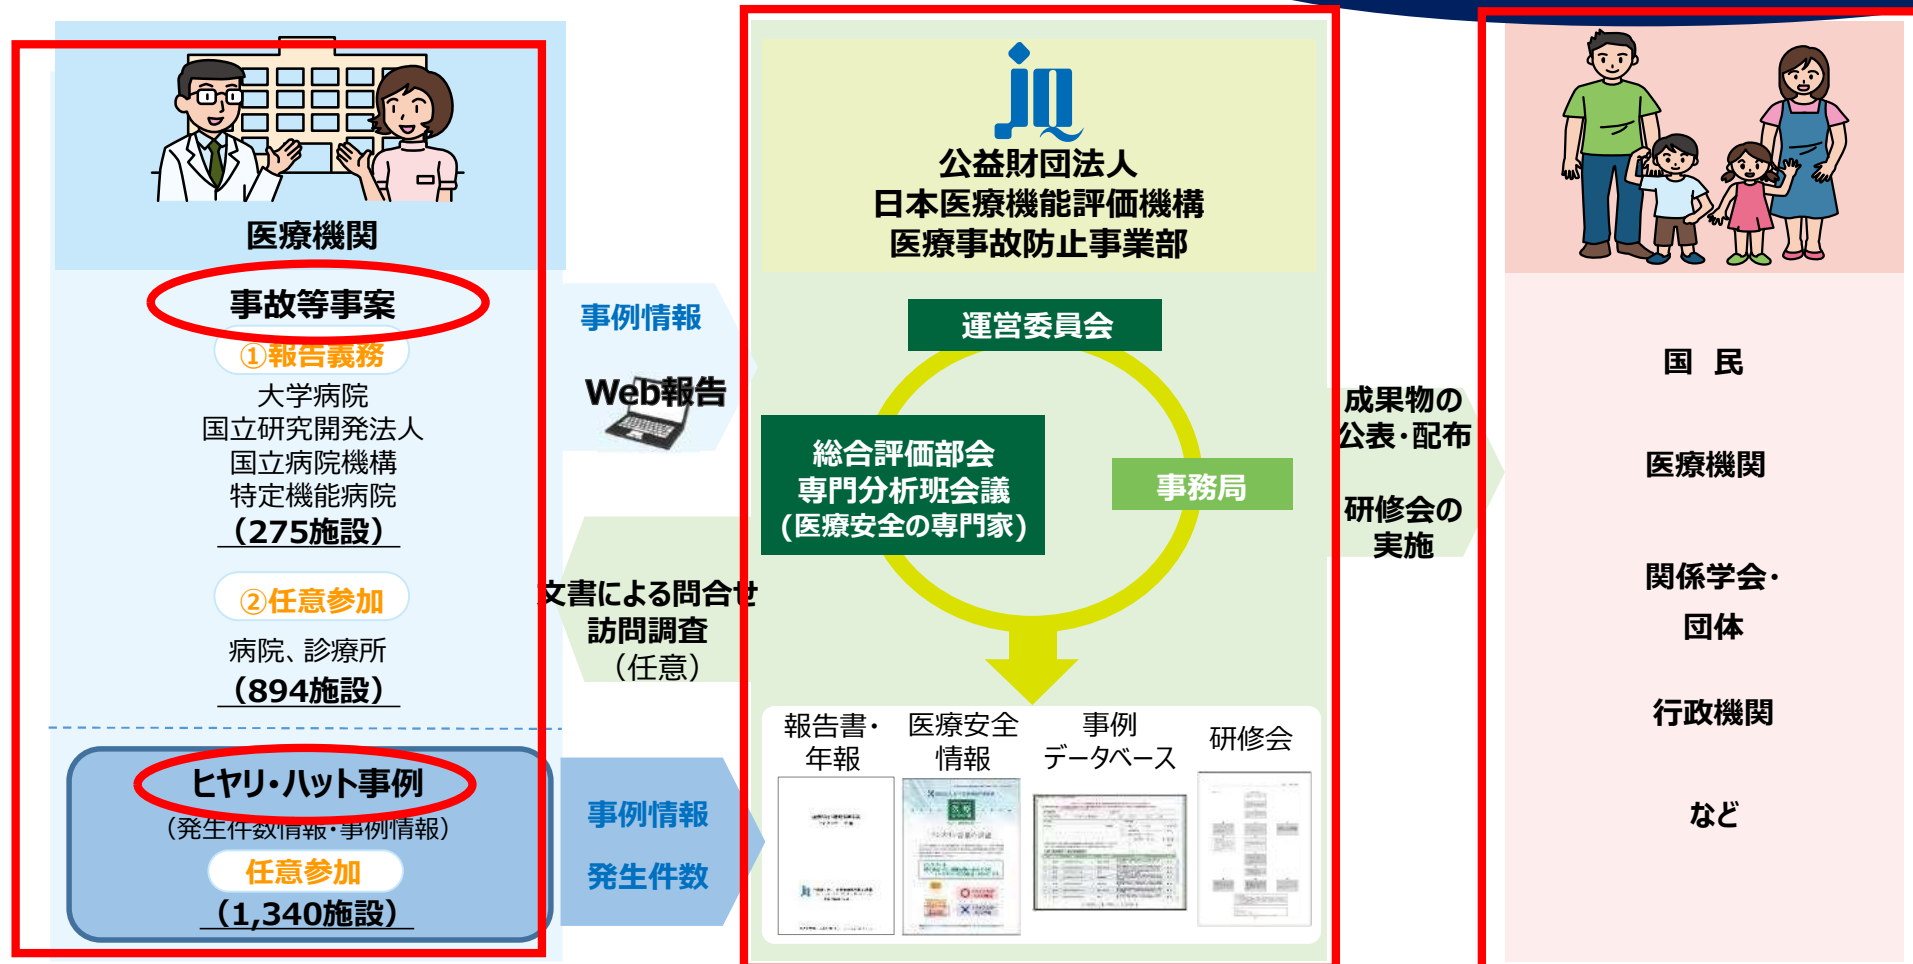 医療機関
事故等事案
①報告義務
大学病院
国立研究開発法人
国立病院機構
特定機能病院
（275施設）
②任意参加
病院、診療所
（894施設）
ヒヤリ・ハット事例
（発生件数情報・事例情報）
任意参加
（1,340施設）
事例情報
Web報告
文書による問合せ
訪問調査
（任意）
事例情報
発生件数
jq
公益財団法人
日本医療機能評価機構
医療事故防止事業部
運営委員会
総合評価部会
専門分析班会議
(医療安全の専門家)
事務局
報告書・
年報
医療安全
情報
事例
データベース
研修会
成果物の
公表・配布
研修会の
実施
国 民
医療機関
関係学会・
団体
行政機関
など